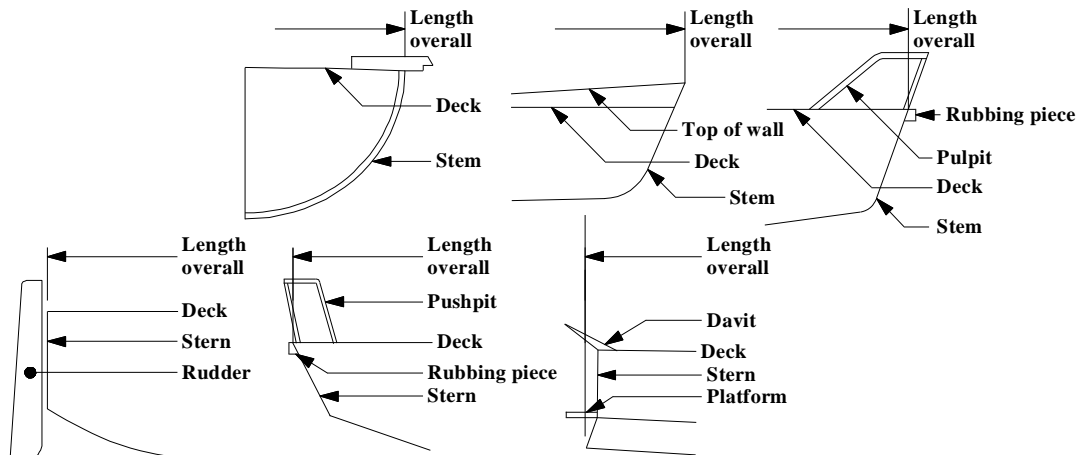 Length
overall
Deck
Stem
Length
overall
Top of wall
Deck
Stem
Length
overall
Rubbing piece
Pulpit
Deck
Stem
Length
overall
Deck
Stern
Rudder
Length
overall
Pushpit
Deck
Rubbing piece
Stern
Length
overall
Davit
Deck
Stern
Platform